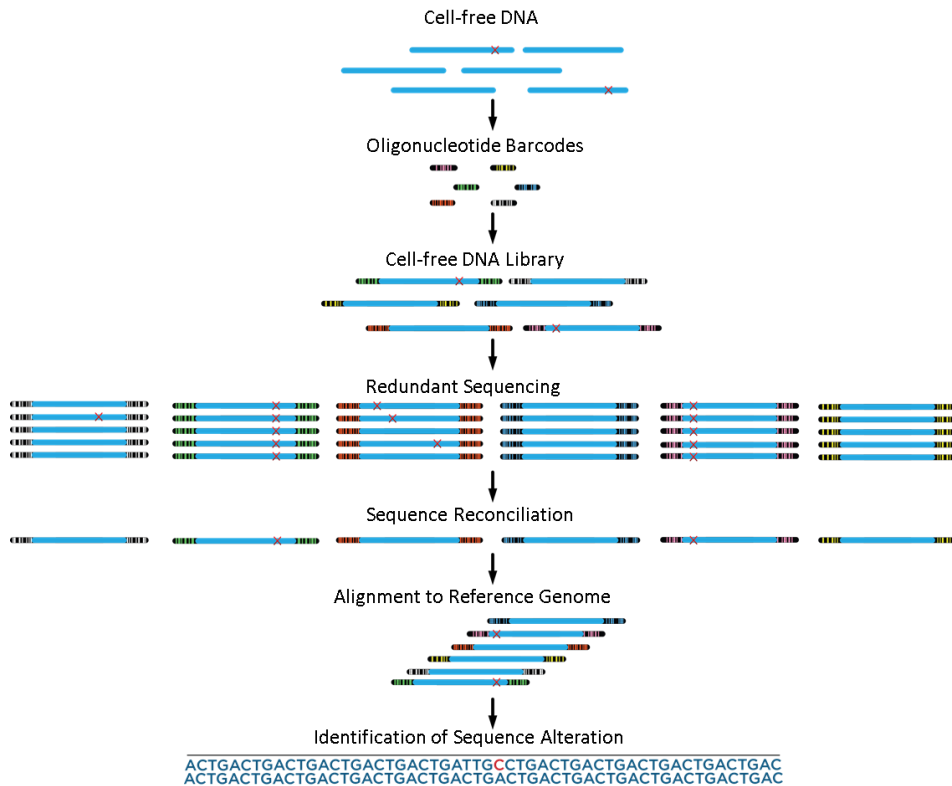 Cell-free DNA
Oligonucleotide Barcodes
Cell-free DNA Library
Redundant Sequencing
Sequence Reconciliation
Alignment to Reference Genome
Identification of Sequence Alteration
ACTGACTGACTGACTGACTGACTGATTGCCTGACTGACTGACTGACTGACTGAC
ACTGACTGACTGACTGACTGACTGACTGACTGACTGACTGACTGACTGACTGAC